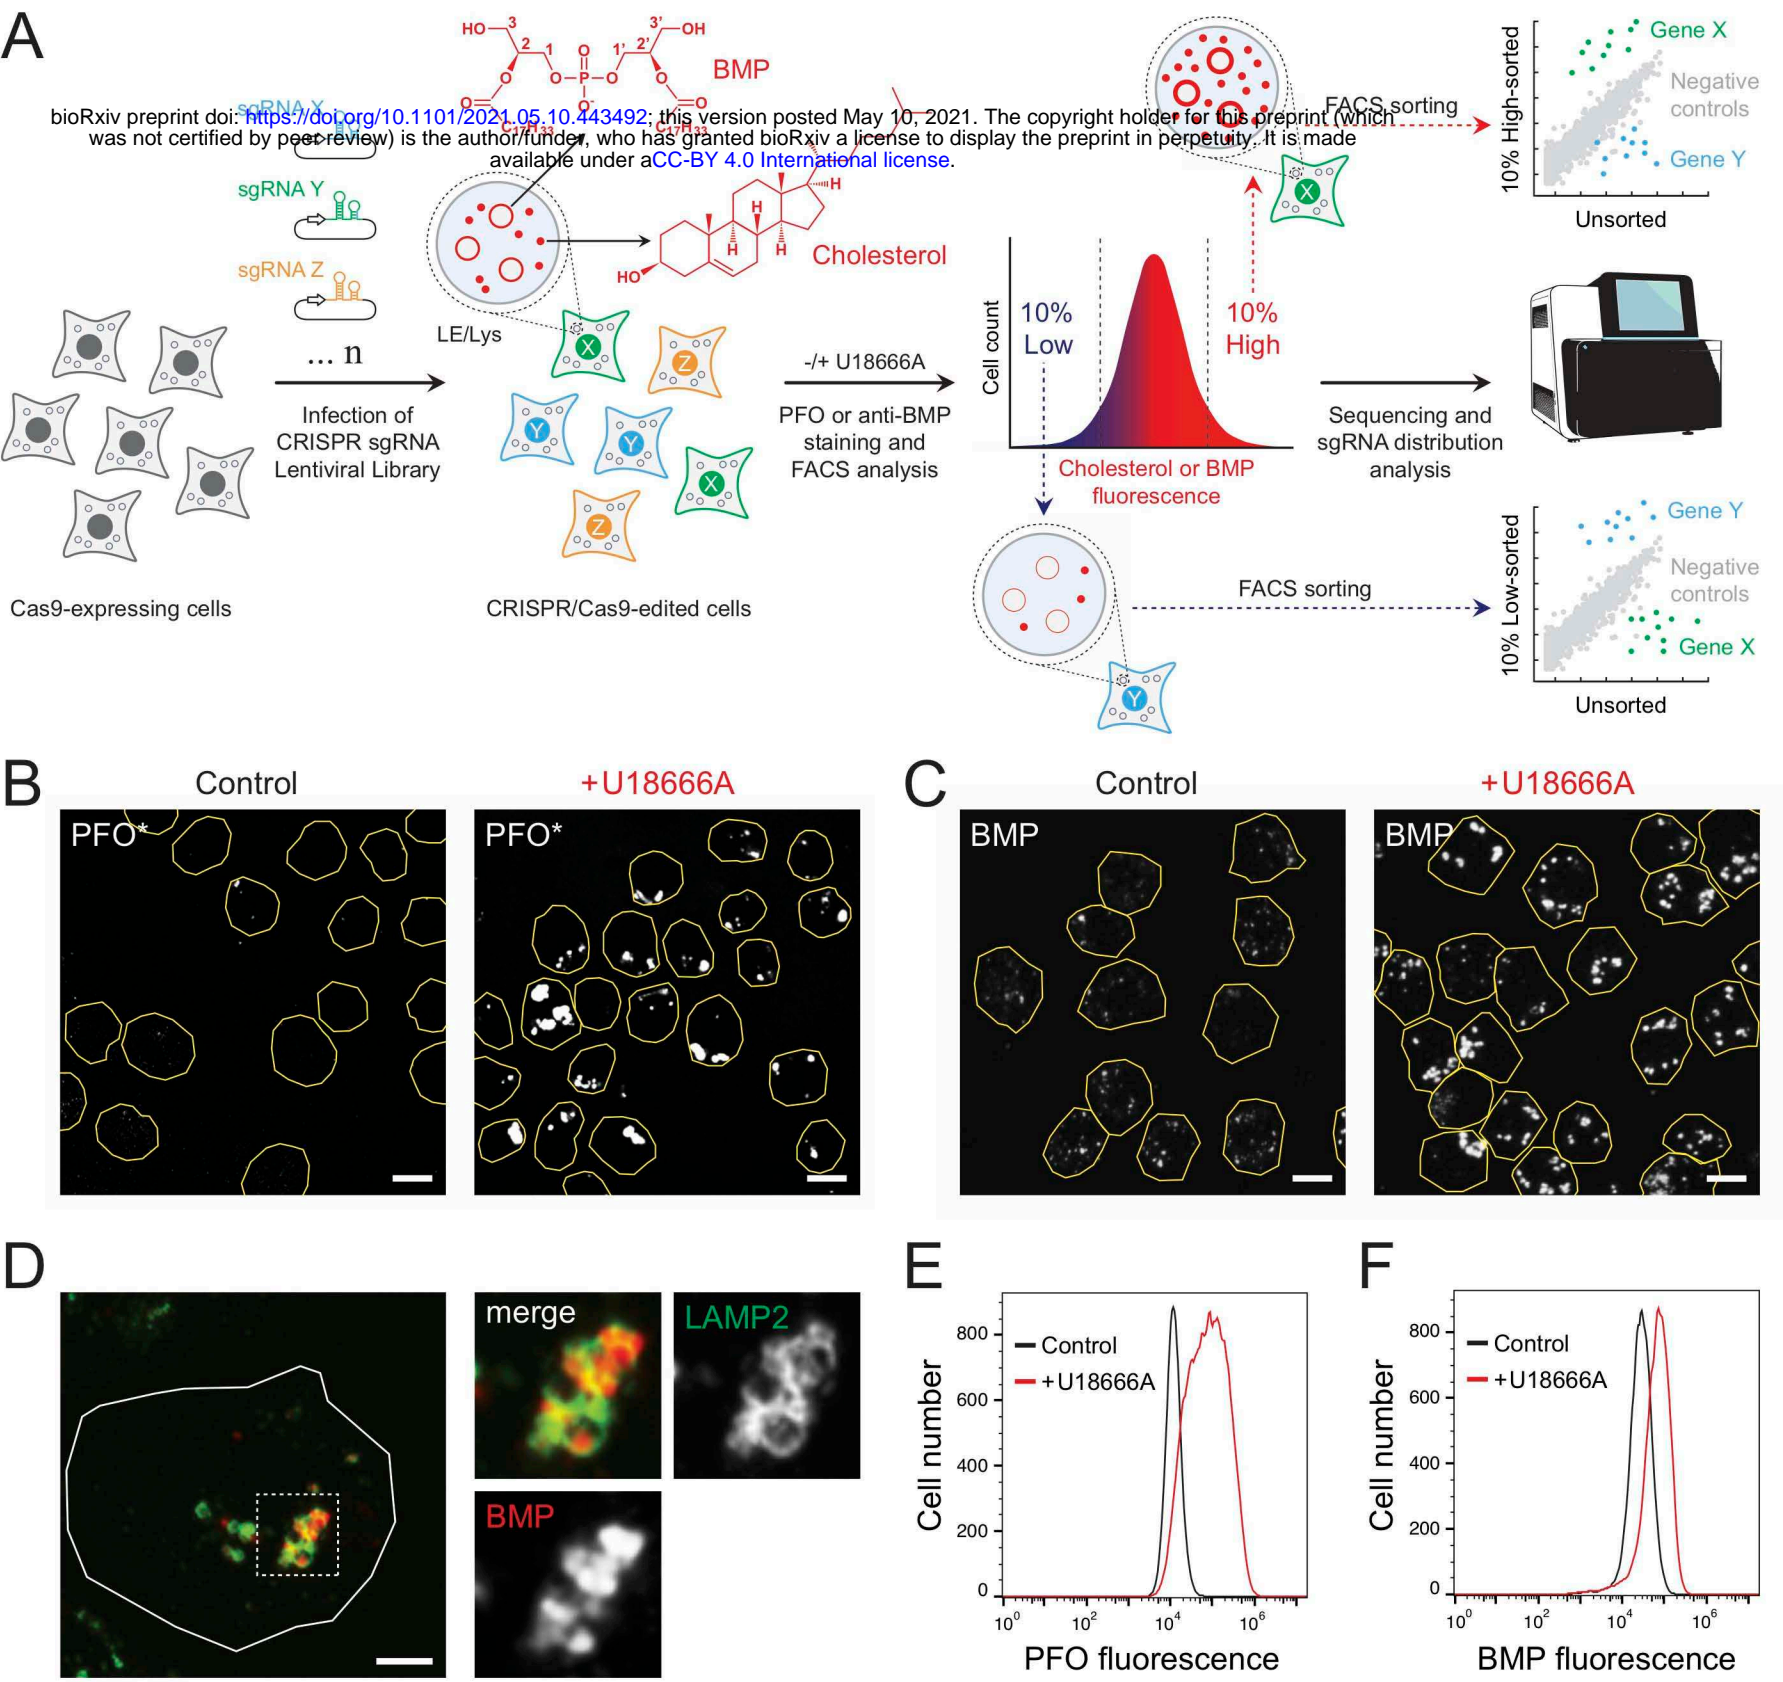 A
HO
3
3'
OH
2
1
O
1'
2'
O
O
P
O
O
O
O-
O
BMP
C17H33
C17H33
sgRNA X
bioRxiv preprint doi: https://doi.org/10.1101/2021.05.10.443492; this version posted May 10, 2021. The copyright holder for this preprint (which
was not certified by peer review) is the author/funder, who has granted bioRxiv a license to display the preprint in perpetuity. It is made
available under aCC-BY 4.0 International license.
sgRNA Y
sgRNA Z
... n
Infection of
CRISPR sgRNA
Lentiviral Library
Cas9-expressing cells
LE/Lys
H
H
H
H
HO
Cholesterol
X
Z
Y
Y
X
Z
CRISPR/Cas9-edited cells
-/+ U18666A
PFO or anti-BMP
staining and
FACS analysis
Cell count
10%
Low
10%
High
Cholesterol or BMP
fluorescence
X
FACS sorting
Y
FACS sorting
Sequencing and
sgRNA distribution
analysis
10% High-sorted
Gene X
Negative
controls
Gene Y
Unsorted
10% Low-sorted
Gene Y
Negative
controls
Gene X
Unsorted
B
Control
+U18666A
PFO*
PFO*
C
Control
+U18666A
BMP
BMP
D
merge
LAMP2
BMP
E
Cell number
800
600
400
200
0
Control
+U18666A
10^0
10^2
10^4
10^6
PFO fluorescence
F
Cell number
800
600
400
200
0
Control
+U18666A
10^0
10^2
10^4
10^6
BMP fluorescence